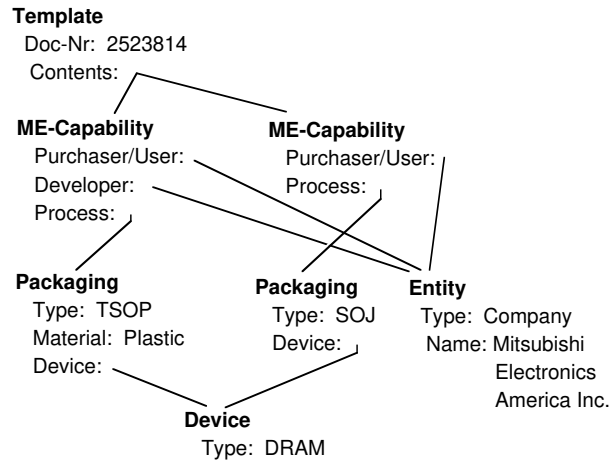 Template
Doc-Nr: 2523814
Contents:
ME-Capability
Purchaser/User:
Developer:
Process:
ME-Capability
Purchaser/User:
Process:
Packaging
Type: TSOP
Material: Plastic
Device:
Packaging
Type: SOJ
Device:
Entity
Type: Company
Name: Mitsubishi
Electronics
America Inc.
Device
Type: DRAM